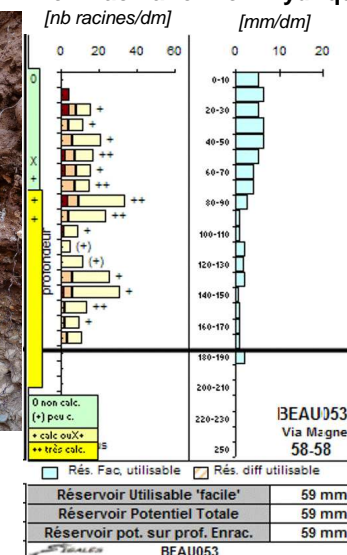 [nb racines/dm]
[mm/dm]
0 20 40 60
0 10 20
0
X
+
+
+
profondeur
+
+
+
++
+
++
++
++
+
(+)
(+)
+
+
++
+
0-10
20-30
40-50
60-70
80-90
100-110
120-130
140-150
160-170
180-190
200-210
220-230
250
0 non calc.
(+) peu c.
+ calc ouX+
++ très calc.
BEAU053
Via Magne
58-58
Rés. Fac, utilisable
Rés. diff utilisable
Réservoir Utilisable 'facile' 59 mm
Réservoir Potentiel Totale 59 mm
Réservoir pot. sur prof. Enrac. 59 mm
SIGALES
BEAU053